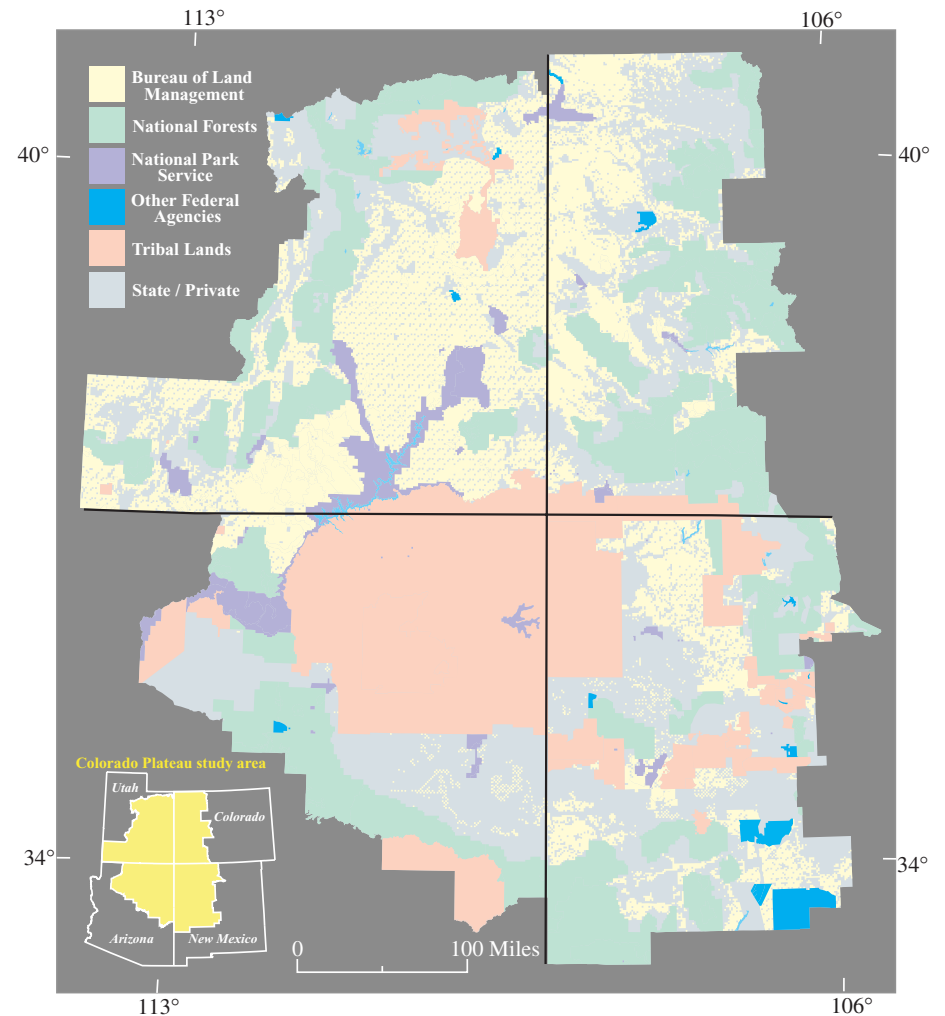 113°
106°
Bureau of Land
Management
National Forests
40°
40°
National Park
Service
Other Federal
Agencies
Tribal Lands
State / Private
Colorado Plateau study area
Utah
Colorado
34°
34°
Arizona
New Mexico
0
100 Miles
113°
106°